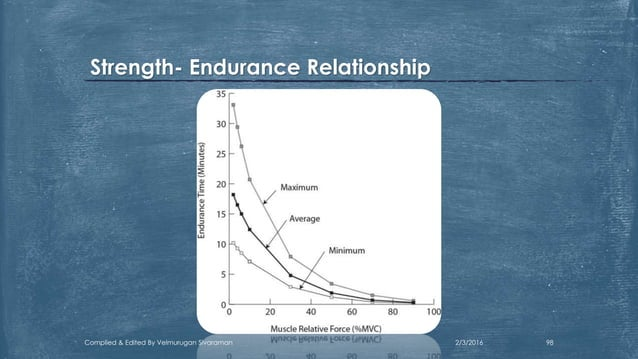 Strength- Endurance Relationship
35
30
25
20
15
10
5
0
Endurance Time (Minutes)
Maximum
Average
Minimum
0 20 40 60 80 100
Muscle Relative Force (%MVC)
Complied & Edited By Velmurugan Sivaraman 2/3/2016 98